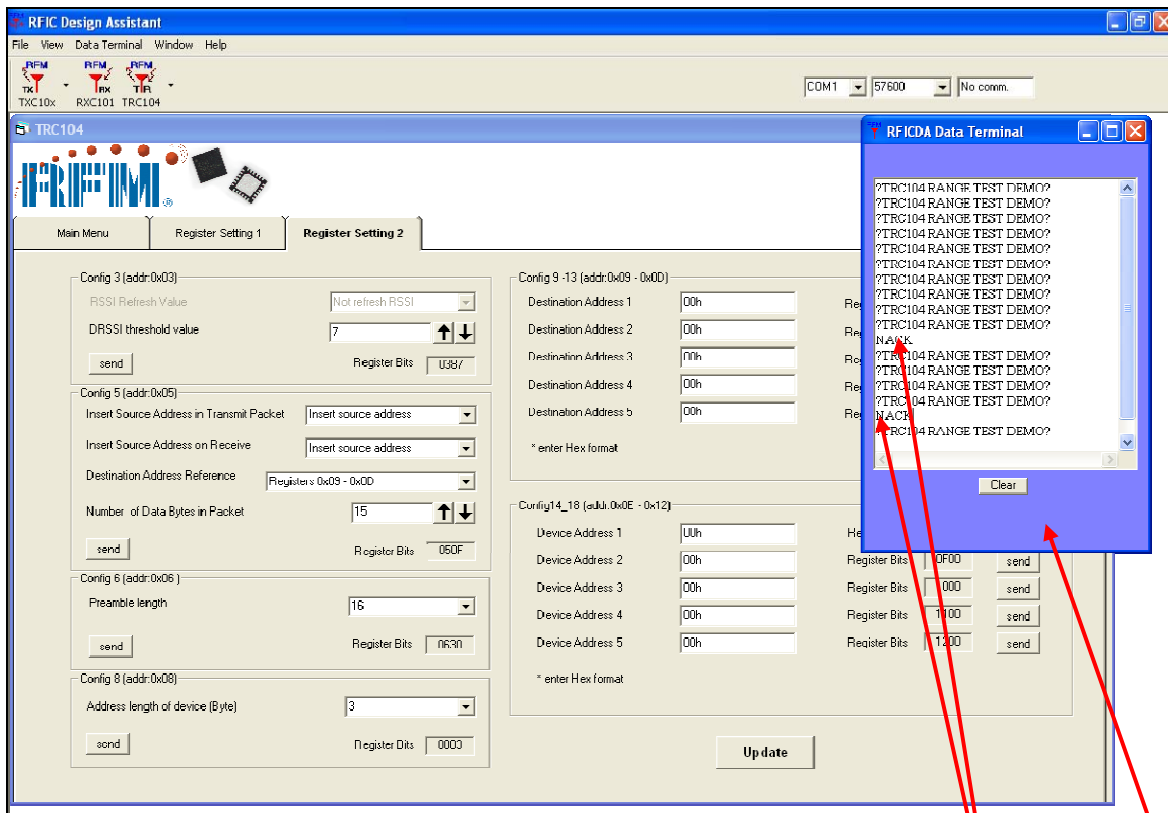 RFIC Design Assistant
File View Data Terminal Window Help
RFM TX
RFM RX
RFM T/R
TXC10x RXC101 TRC104
COM1 57600 No comm.
TRC104
RFM
Main Menu Register Setting 1 Register Setting 2
Config 3 (addr:0x03)
RSSI Refresh Value Not refresh RSSI
DRSSI threshold value 7
send Register Bits 0387
Config 5 (addr:0x05)
Insert Source Address in Transmit Packet Insert source address
Insert Source Address on Receive Insert source address
Destination Address Reference Registers 0x09 - 0x0D
Number of Data Bytes in Packet 15
send Register Bits 050F
Config 6 (addr:0x06 )
Preamble length 16
send Register Bits 0630
Config 8 (addr:0x08)
Address length of device (Byte) 3
send Register Bits 0003
Config 9 -13 (addr:0x09 - 0x0D)
Destination Address 1 00h
Destination Address 2 00h
Destination Address 3 00h
Destination Address 4 00h
Destination Address 5 00h
* enter Hex format
Config14_18 (addr:0x0E - 0x12)
Device Address 1 00h
Device Address 2 00h Register Bits 0F00 send
Device Address 3 00h Register Bits send
Device Address 4 00h Register Bits 1100 send
Device Address 5 00h Register Bits 1200 send
* enter Hex format
Update
RFICDA Data Terminal
?TRC104 RANGE TEST DEMO?
?TRC104 RANGE TEST DEMO?
?TRC104 RANGE TEST DEMO?
?TRC104 RANGE TEST DEMO?
?TRC104 RANGE TEST DEMO?
?TRC104 RANGE TEST DEMO?
?TRC104 RANGE TEST DEMO?
?TRC104 RANGE TEST DEMO?
?TRC104 RANGE TEST DEMO?
?TRC104 RANGE TEST DEMO?
NACK
?TRC104 RANGE TEST DEMO?
?TRC104 RANGE TEST DEMO?
?TRC104 RANGE TEST DEMO?
?TRC104 RANGE TEST DEMO?
NACK
?TRC104 RANGE TEST DEMO?
Clear